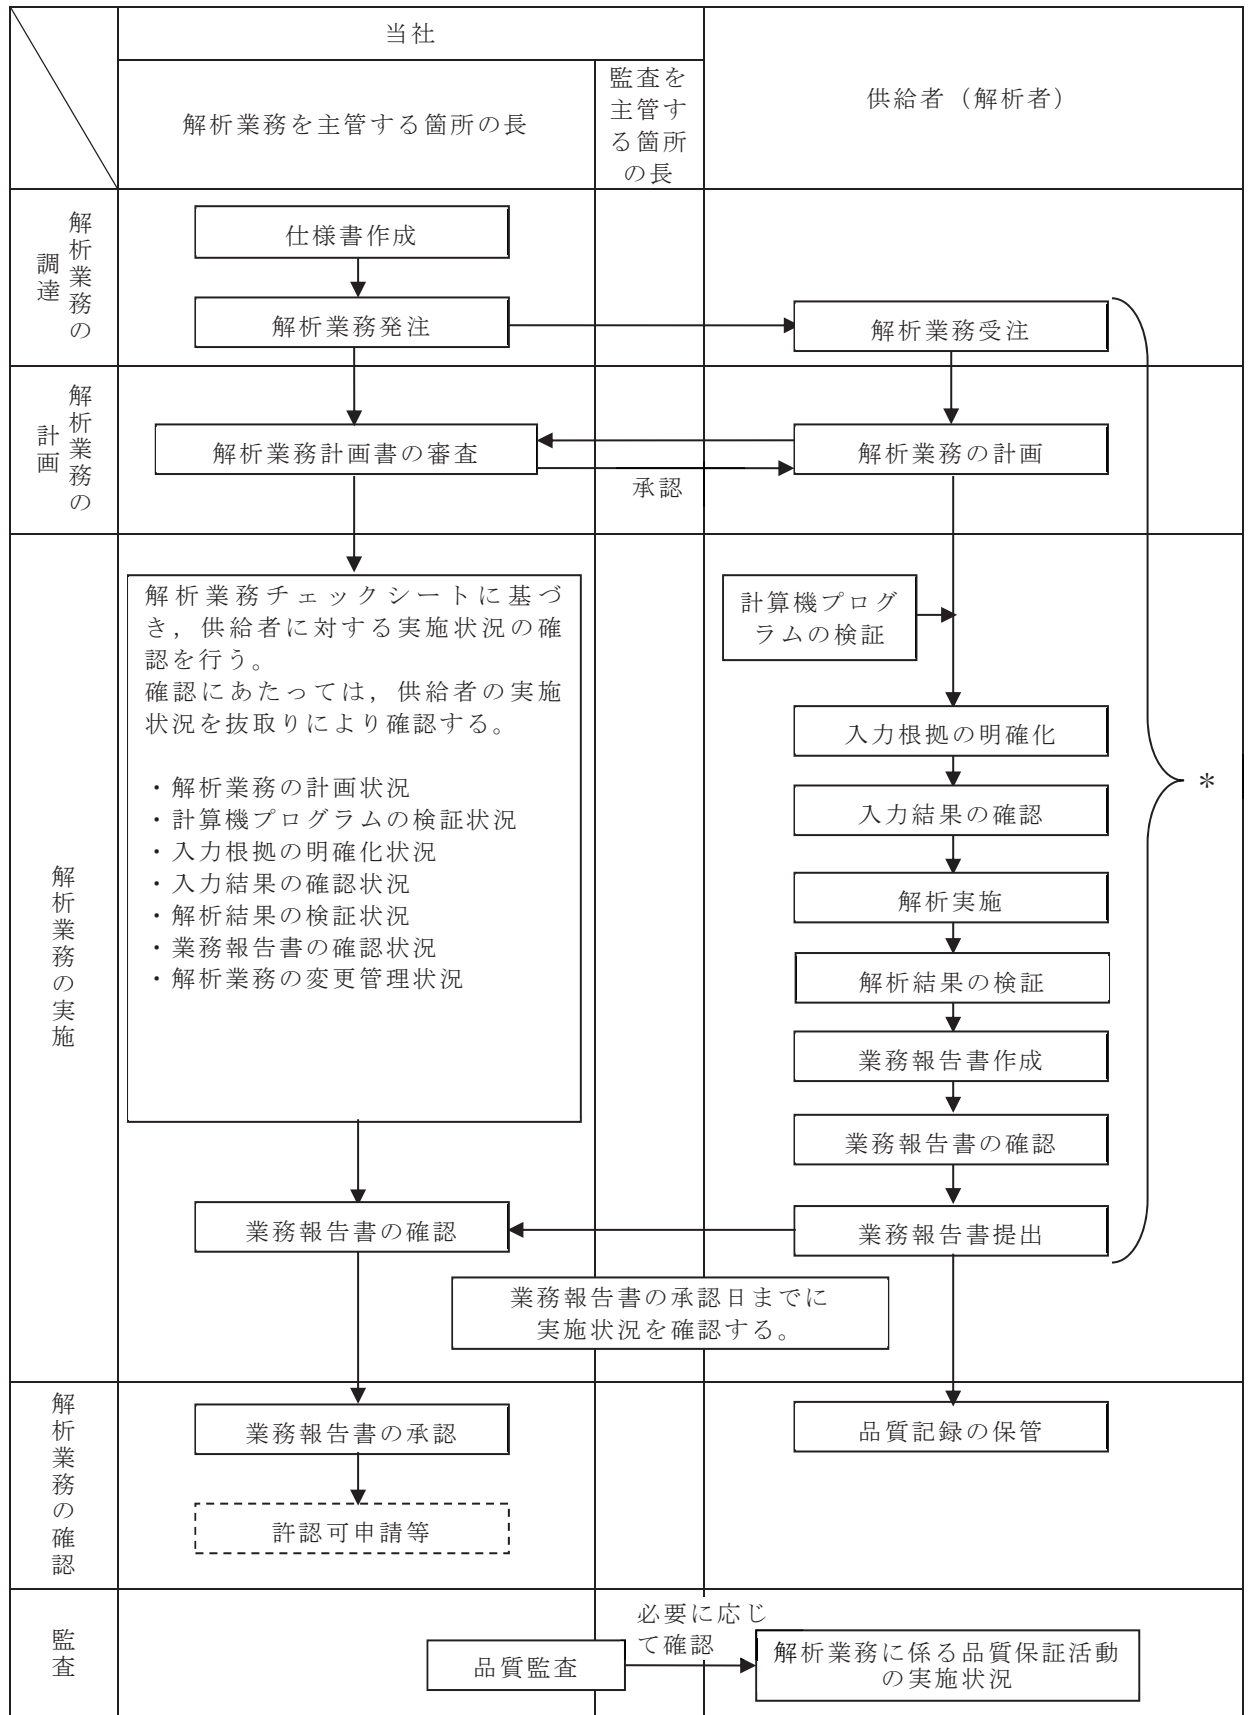 当社
解析業務を主管する箇所の長
監査を
主管す
る箇所
の長
供給者（解析者）
解析業務の
調達
仕様書作成
解析業務発注
解析業務受注
解析業務の
計画
解析業務計画書の審査
解析業務の計画
承認
解析業務の実施
解析業務チェックシートに基づ
き，供給者に対する実施状況の確
認を行う。
確認にあたっては，供給者の実施
状況を抜取りにより確認する。
・解析業務の計画状況
・計算機プログラムの検証状況
・入力根拠の明確化状況
・入力結果の確認状況
・解析結果の検証状況
・業務報告書の確認状況
・解析業務の変更管理状況
計算機プログ
ラムの検証
入力根拠の明確化
入力結果の確認
解析実施
解析結果の検証
業務報告書作成
業務報告書の確認
業務報告書提出
＊
業務報告書の確認
業務報告書の承認日までに
実施状況を確認する。
解析業務の確認
業務報告書の承認
品質記録の保管
許認可申請等
監査
品質監査
必要に応じ
て確認
解析業務に係る品質保証活動
の実施状況